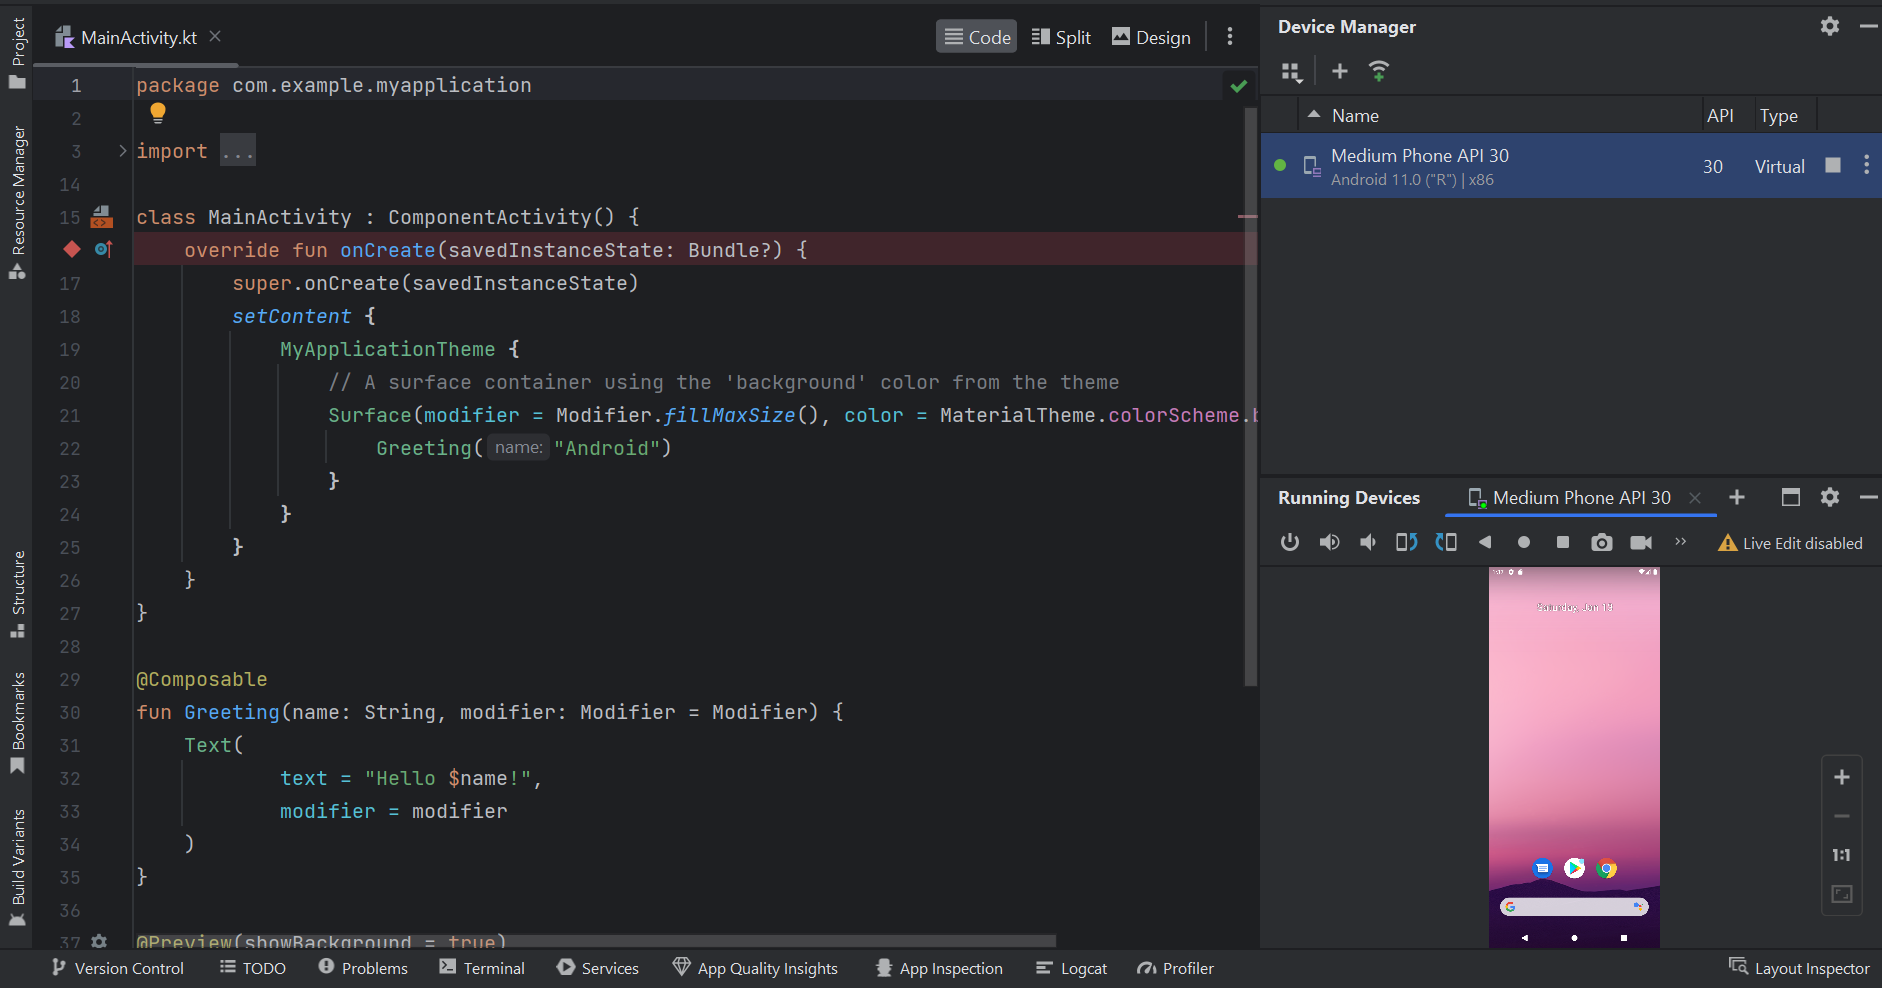 Project
Resource Manager
Structure
Bookmarks
Build Variants
MainActivity.kt
Code
Split
Design
1 package com.example.myapplication
2
3 import ...
14
15 class MainActivity : ComponentActivity() {
override fun onCreate(savedInstanceState: Bundle?) {
17 super.onCreate(savedInstanceState)
18 setContent {
19 MyApplicationTheme {
20 // A surface container using the 'background' color from the theme
21 Surface(modifier = Modifier.fillMaxSize(), color = MaterialTheme.colorScheme.b
22 Greeting( name: "Android")
23 }
24 }
25 }
26 }
27 }
28
29 @Composable
30 fun Greeting(name: String, modifier: Modifier = Modifier) {
31 Text(
32 text = "Hello $name!",
33 modifier = modifier
34 )
35 }
36
37 @Preview(showBackground = true)
Device Manager
Name API Type
Medium Phone API 30
Android 11.0 ("R") | x86
30 Virtual
Running Devices Medium Phone API 30
Live Edit disabled
1:1
Version Control
TODO
Problems
Terminal
Services
App Quality Insights
App Inspection
Logcat
Profiler
Layout Inspector